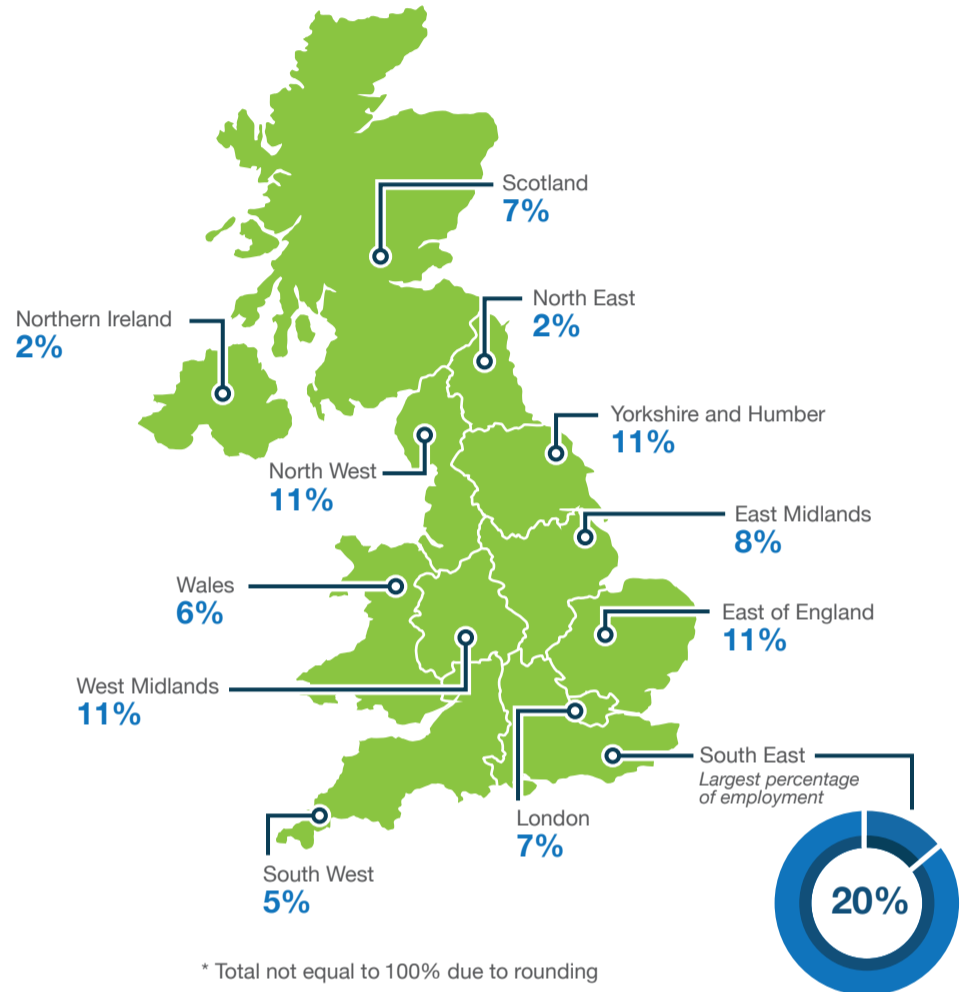 Scotland
7%
North East
2%
Northern Ireland
2%
Yorkshire and Humber
11%
North West
11%
East Midlands
8%
Wales
6%
East of England
11%
West Midlands
11%
South East
Largest percentage
of employment
20%
London
7%
South West
5%
* Total not equal to 100% due to rounding